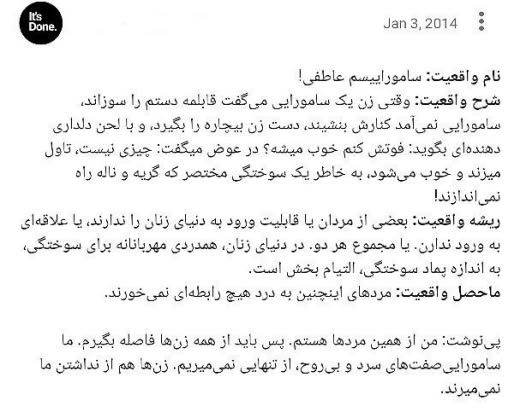 It's
Done.
Jan 3, 2014
نام واقعیت: ساموراییسم عاطفی!
شرح واقعیت: وقتی زن یک سامورایی می‌گفت قابلمه دستم را سوزاند،
سامورایی نمی‌آمد کنارش بنشیند، دست زن بیچاره را بگیرد، و با لحن دلداری
دهنده‌ای بگوید: فوتش کنم خوب میشه؟ در عوض میگفت: چیزی نیست، تاول
میزند و خوب می‌شود، به خاطر یک سوختگی مختصر که گریه و ناله راه
نمی‌اندازند!
ریشه واقعیت: بعضی از مردان یا قابلیت ورود به دنیای زنان را ندارند، یا علاقه‌ای
به ورود ندارن. یا مجموع هر دو. در دنیای زنان، همدردی مهربانانه برای سوختگی،
به اندازه پماد سوختگی، التیام بخش است.
ماحصل واقعیت: مردهای اینچنین به درد هیچ رابطه‌ای نمی‌خورند.
پی‌نوشت: من از همین مردها هستم. پس باید از همه زن‌ها فاصله بگیرم. ما
سامورایی‌صفت‌های سرد و بی‌روح، از تنهایی نمی‌میریم. زن‌ها هم از نداشتن ما
نمی‌میرند.